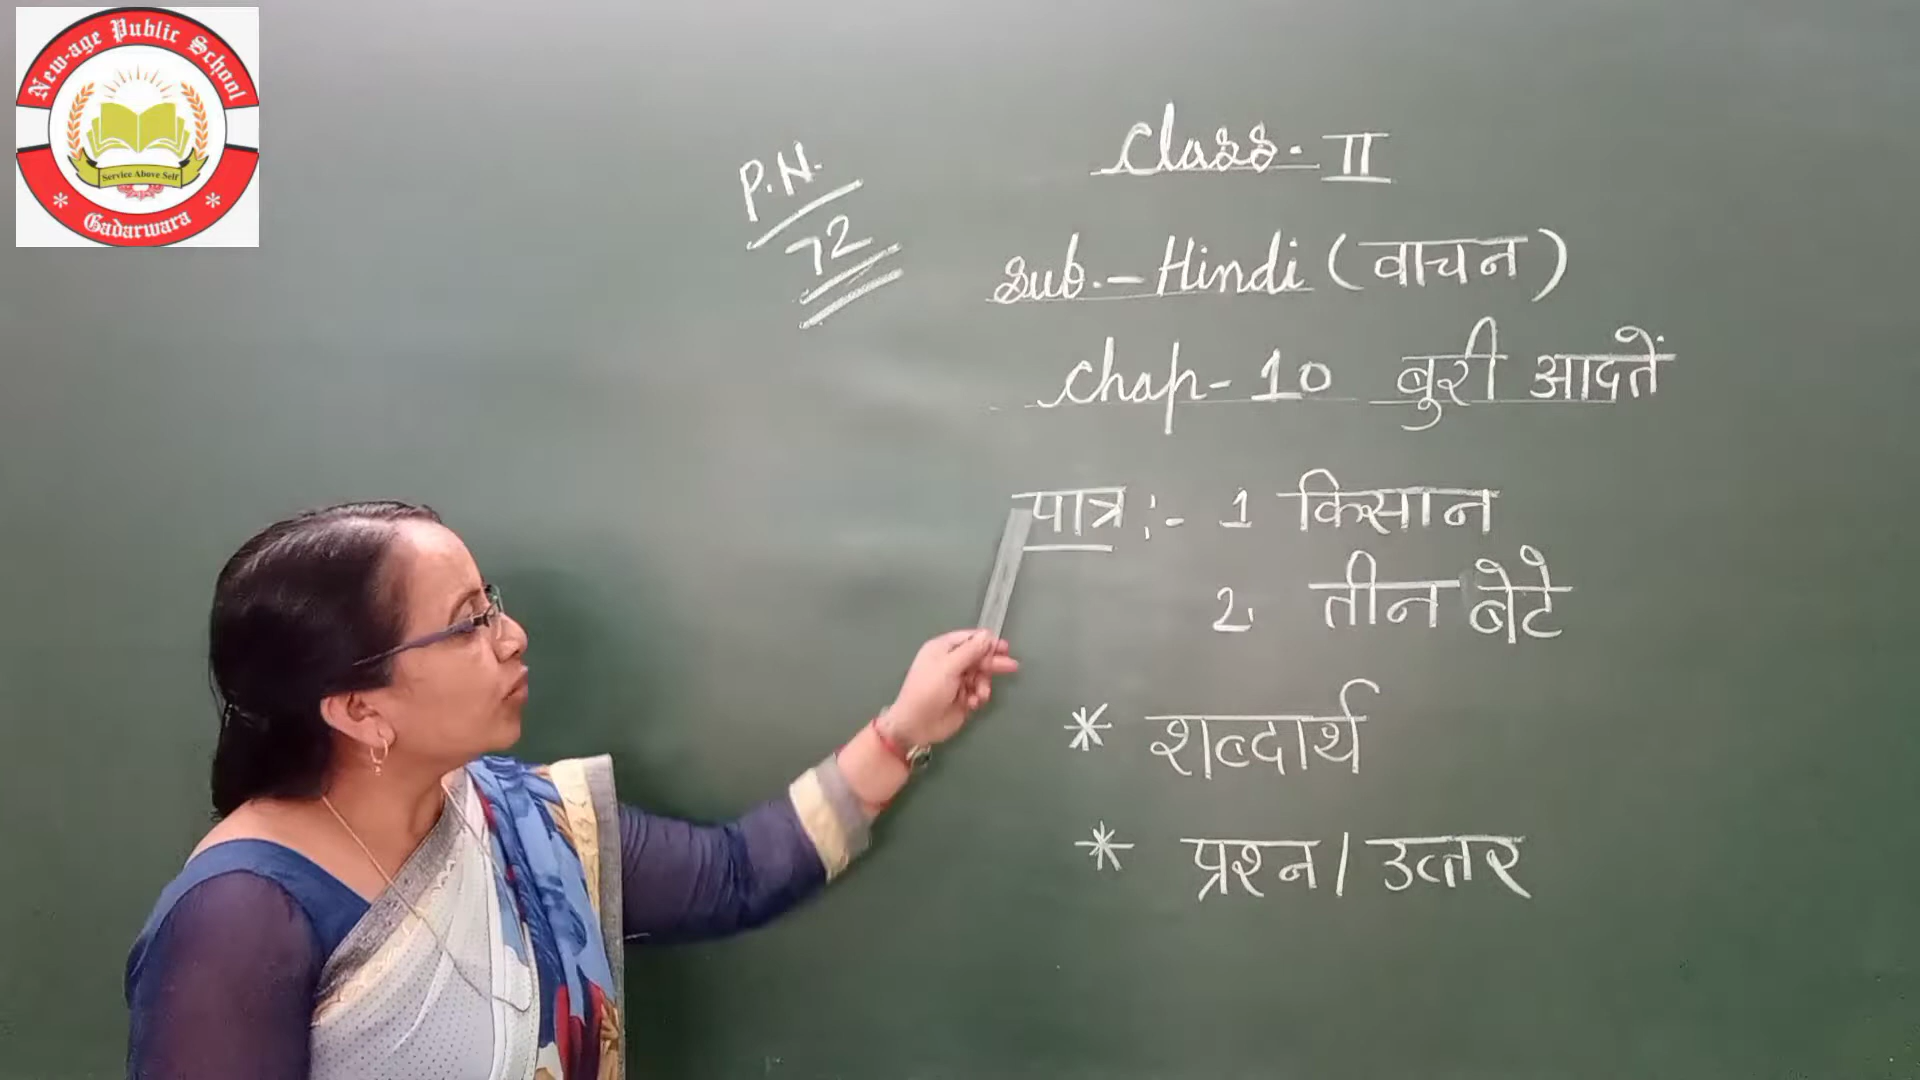 New-age Public School
Service Above Self
Gadarwara
P.N.
72
Class - II
Sub. - Hindi (वाचन)
Chap - 10 बुरी आदतें
पात्र :- 1 किसान
2. तीन बेटे
* शब्दार्थ
* प्रश्न / उत्तर